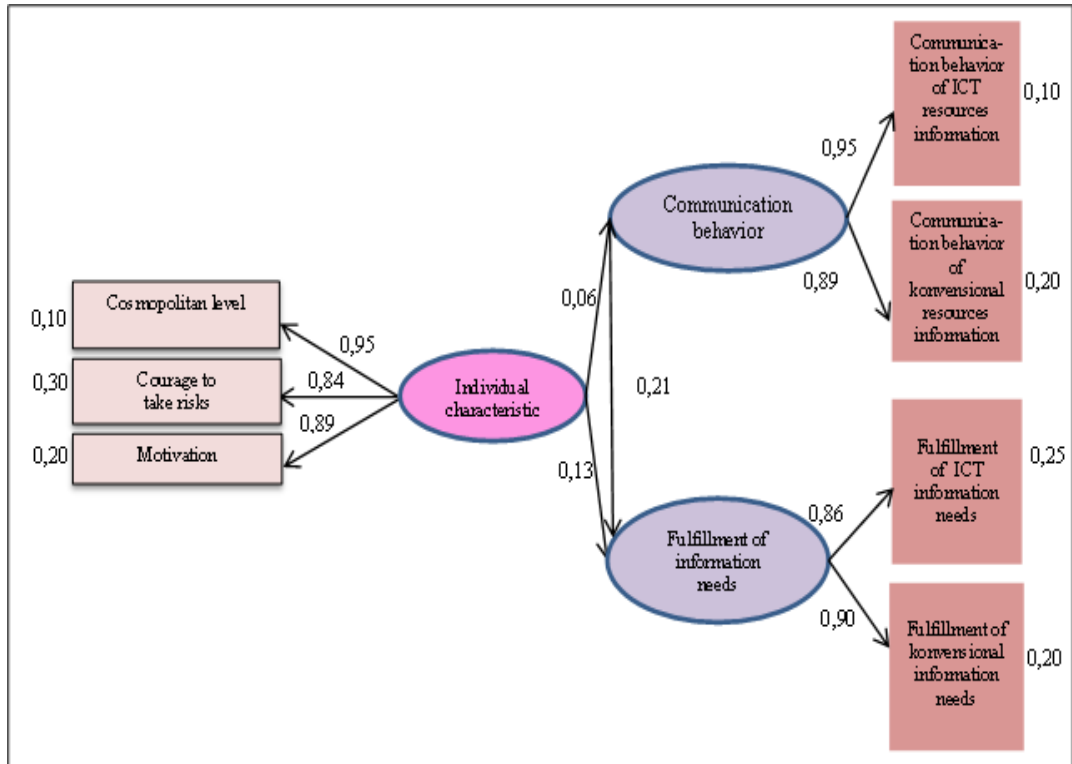 Cosmopolitan level
0,10
0,95
Courage to
take risks
0,30
0,84
Motivation
0,20
0,89
Individual
characteristic
0,06
0,21
0,13
Communication
behavior
0,95
0,89
Communica-
tion behavior
of ICT
resources
information
0,10
Communica-
tion behavior
of
konvensional
resources
information
0,20
Fulfillment of
information
needs
0,86
0,90
Fulfillment
of ICT
information
needs
0,25
Fulfillment of
konvensional
information
needs
0,20